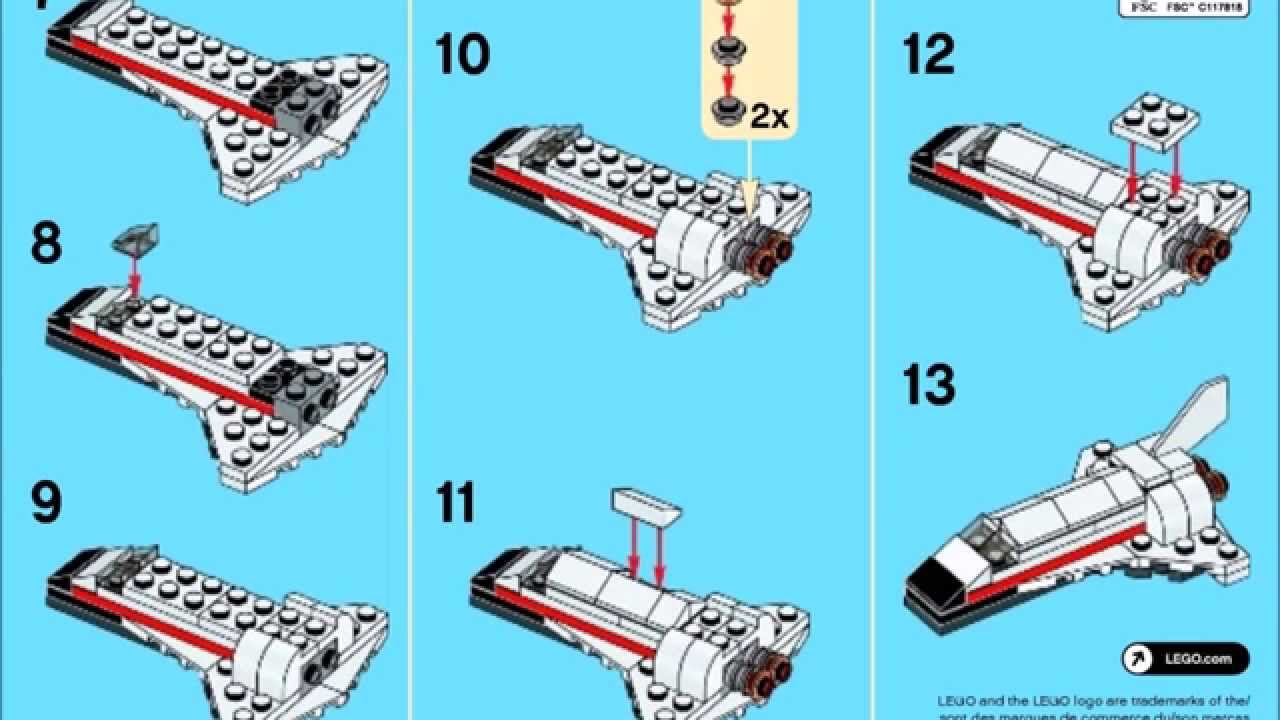 8
9
10
2x
11
FSC FSC® C117818
12
13
LEGO.com
LEGO and the LEGO logo are trademarks of the/
sont des marques de commerce du/son marcas